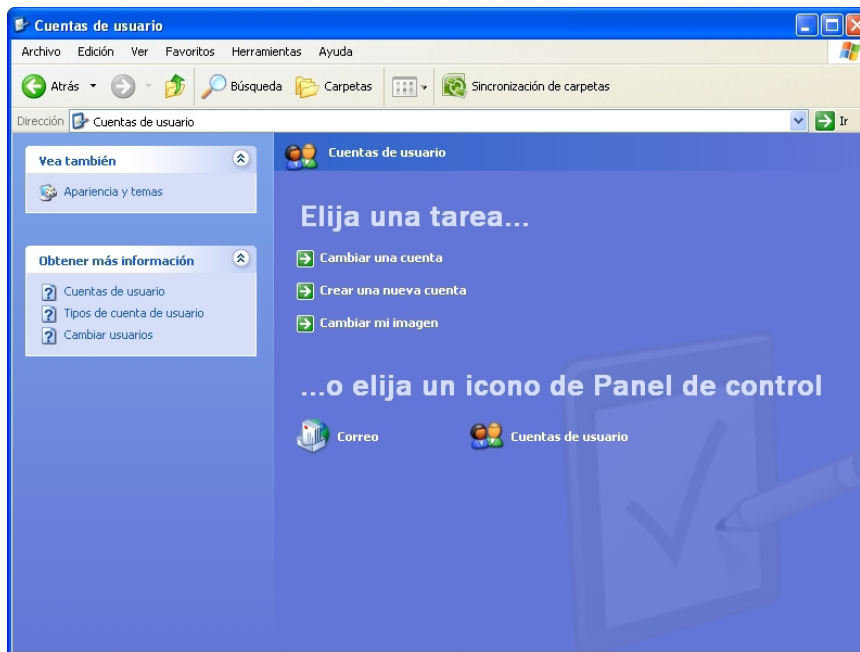 Cuentas de usuario
Archivo Edición Ver Favoritos Herramientas Ayuda
Atrás Búsqueda Carpetas Sincronización de carpetas
Dirección Cuentas de usuario Ir
Vea también
Apariencia y temas
Obtener más información
Cuentas de usuario
Tipos de cuenta de usuario
Cambiar usuarios
Cuentas de usuario
Elija una tarea...
Cambiar una cuenta
Crear una nueva cuenta
Cambiar mi imagen
...o elija un icono de Panel de control
Correo Cuentas de usuario